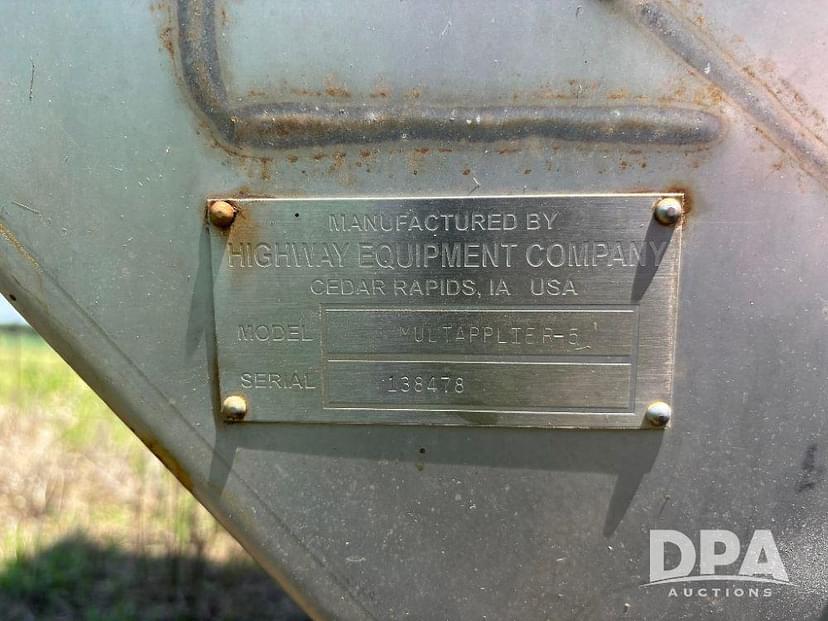 MANUFACTURED BY
HIGHWAY EQUIPMENT COMPANY
CEDAR RAPIDS, IA USA
MODEL MULTAPPLIER-5
SERIAL 138478
DPA
AUCTIONS